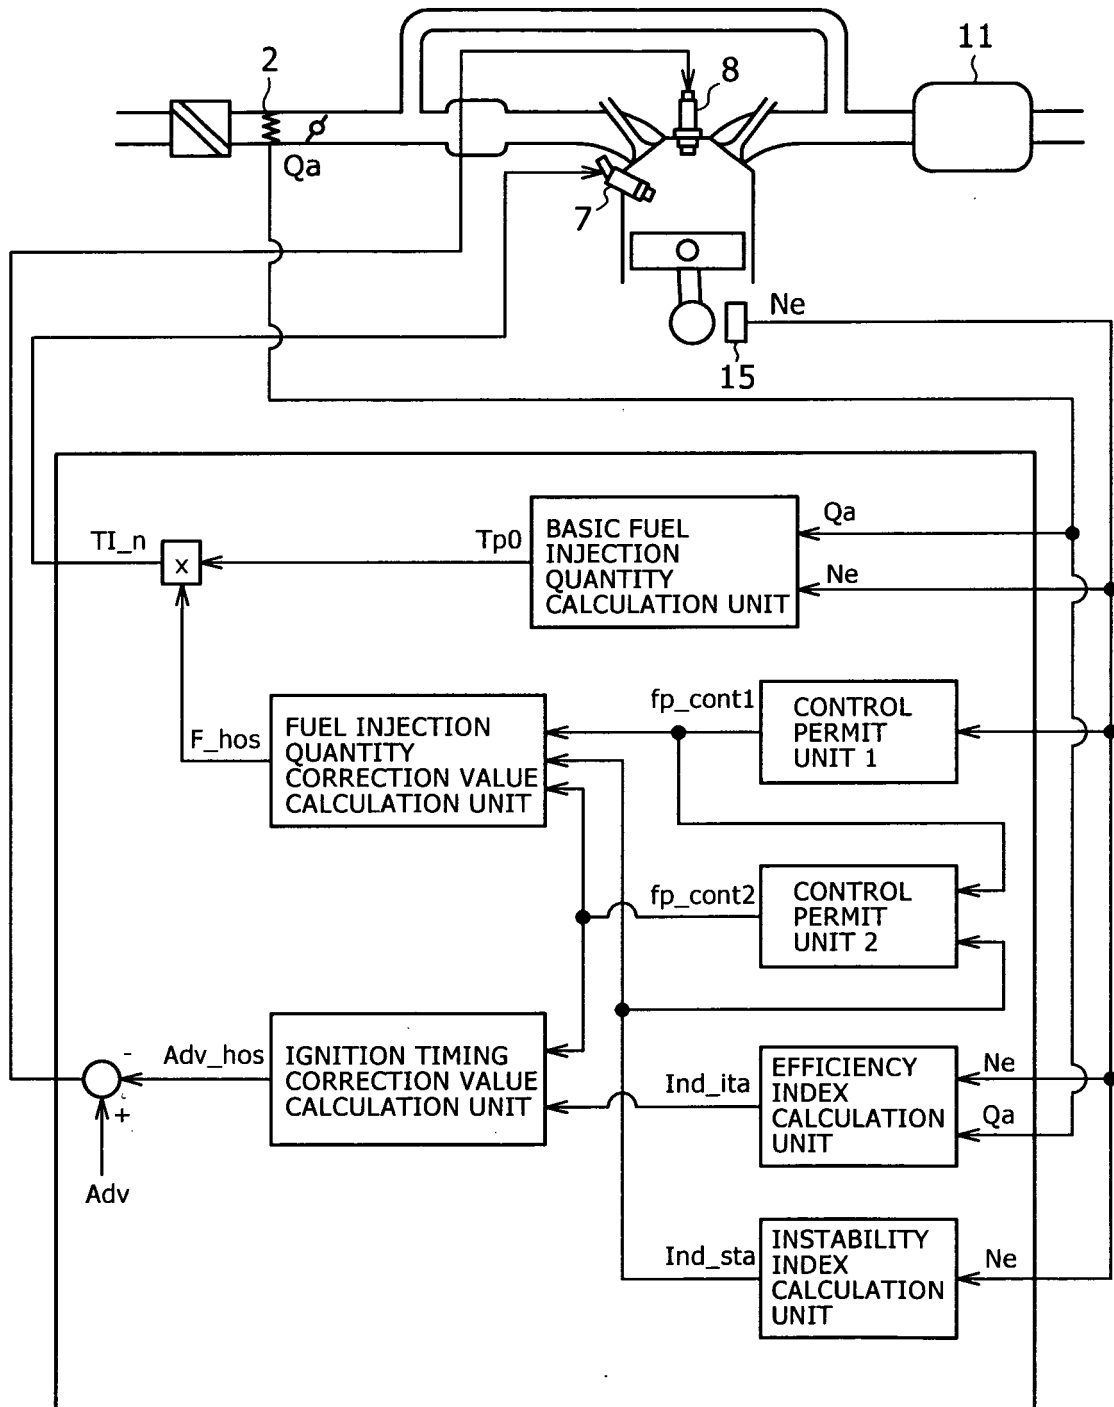 11
2
8
Qa
7
Ne
15
Qa
BASIC FUEL
INJECTION
QUANTITY
CALCULATION UNIT
TI_n
x
Tp0
Ne
fp_cont1
CONTROL
PERMIT
UNIT 1
F_hos
FUEL INJECTION
QUANTITY
CORRECTION VALUE
CALCULATION UNIT
fp_cont2
CONTROL
PERMIT
UNIT 2
-
Adv_hos
IGNITION TIMING
CORRECTION VALUE
CALCULATION UNIT
+
Adv
Ind_ita
EFFICIENCY
INDEX
CALCULATION
UNIT
Ne
Qa
Ind_sta
INSTABILITY
INDEX
CALCULATION
UNIT
Ne